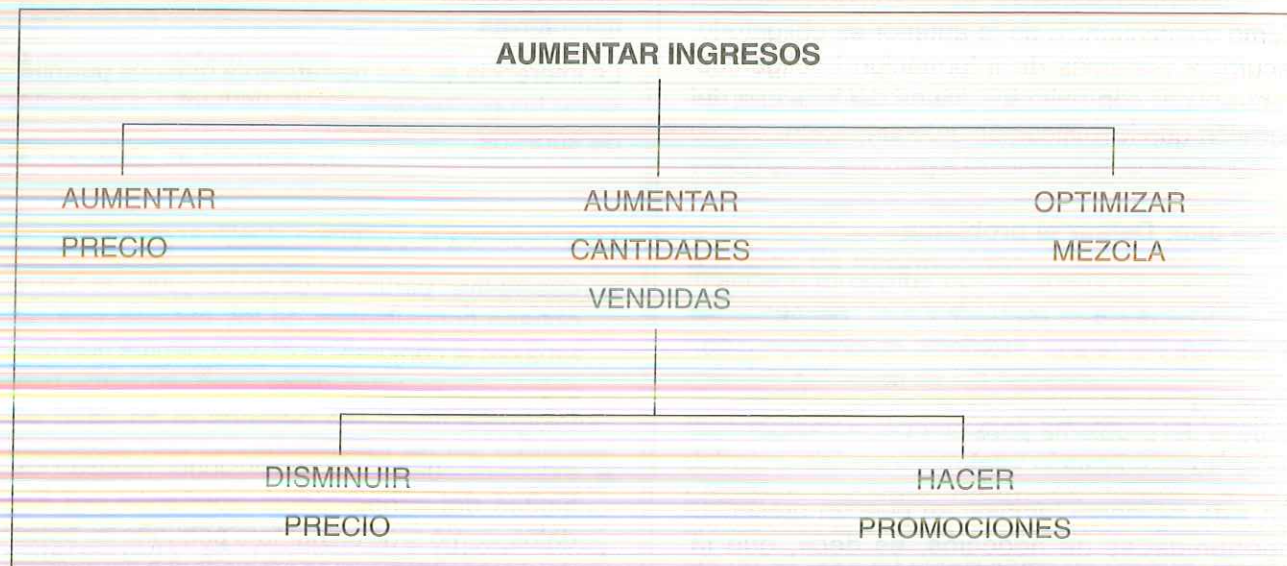 AUMENTAR INGRESOS
AUMENTAR
PRECIO
AUMENTAR
CANTIDADES
VENDIDAS
OPTIMIZAR
MEZCLA
DISMINUIR
PRECIO
HACER
PROMOCIONES